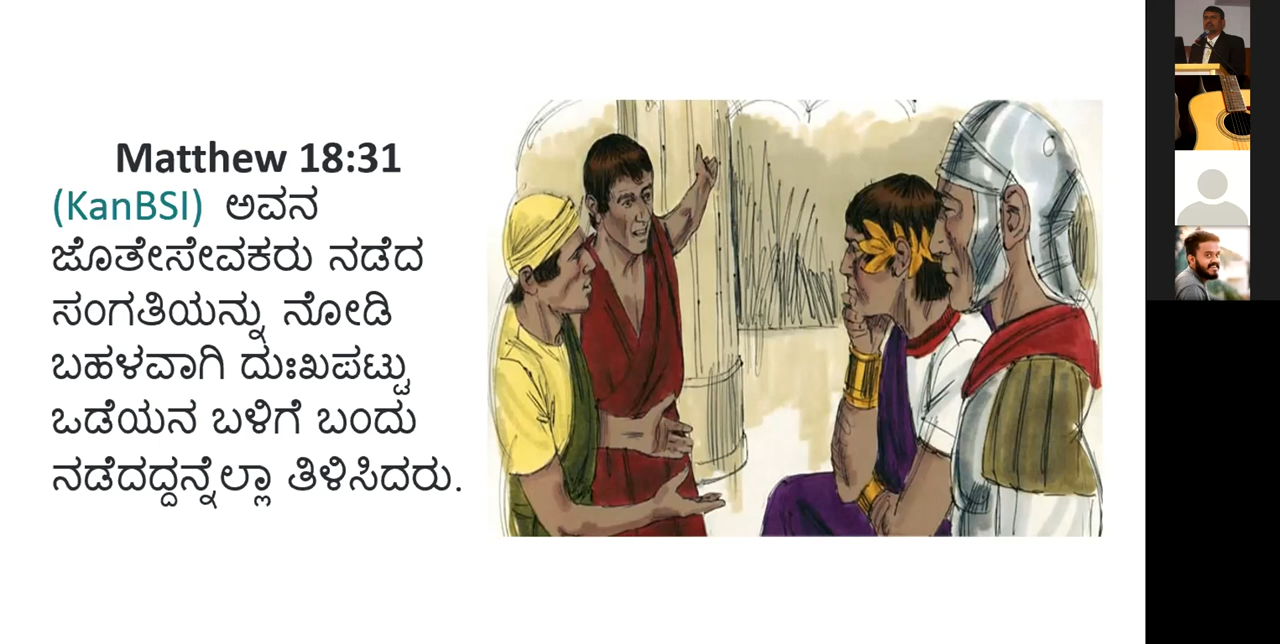 Matthew 18:31
(KanBSI) ಅವನ
ಜೊತೇಸೇವಕರು ನಡೆದ
ಸಂಗತಿಯನ್ನು ನೋಡಿ
ಬಹಳವಾಗಿ ದುಃಖಪಟ್ಟು
ಒಡೆಯನ ಬಳಿಗೆ ಬಂದು
ನಡೆದದ್ದನ್ನೆಲ್ಲಾ ತಿಳಿಸಿದರು.